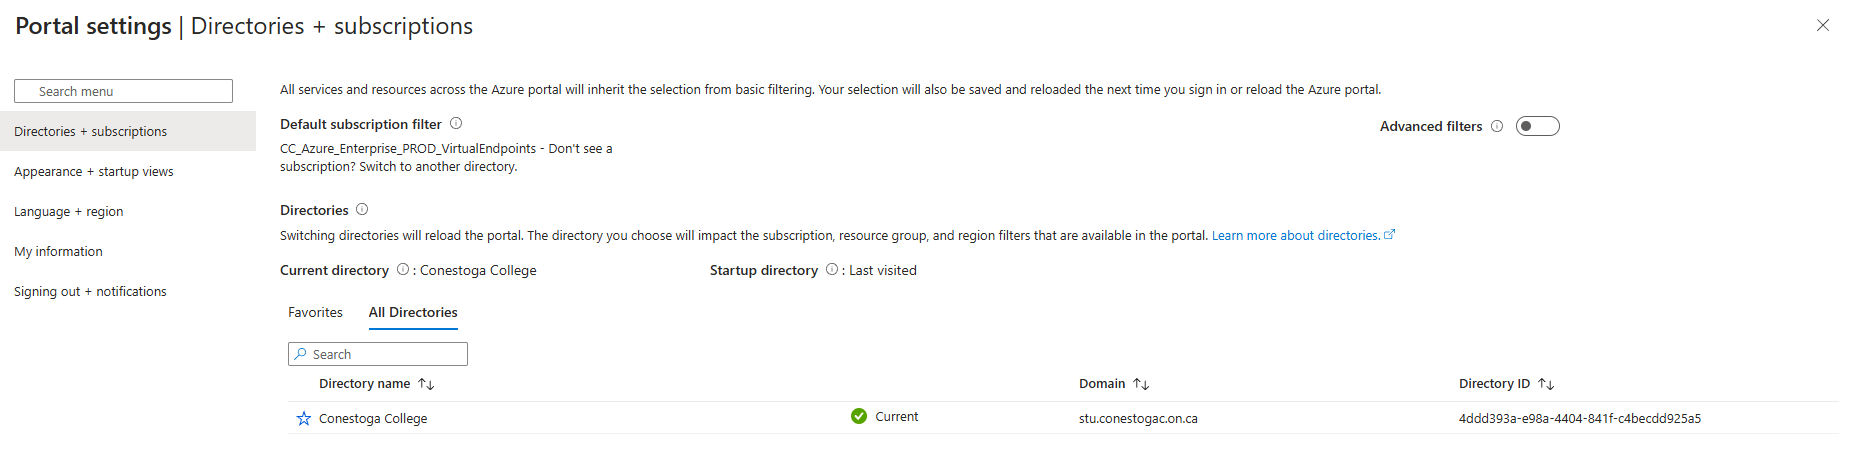 Portal settings | Directories + subscriptions
Search menu
Directories + subscriptions
Appearance + startup views
Language + region
My information
Signing out + notifications
All services and resources across the Azure portal will inherit the selection from basic filtering. Your selection will also be saved and reloaded the next time you sign in or reload the Azure portal.
Default subscription filter
Advanced filters
CC_Azure_Enterprise_PROD_VirtualEndpoints - Don't see a
subscription? Switch to another directory.
Directories
Switching directories will reload the portal. The directory you choose will impact the subscription, resource group, and region filters that are available in the portal. Learn more about directories.
Current directory : Conestoga College
Startup directory : Last visited
Favorites
All Directories
Search
Directory name
Domain
Directory ID
Conestoga College
Current
stu.conestogac.on.ca
4ddd393a-e98a-4404-841f-c4becdd925a5